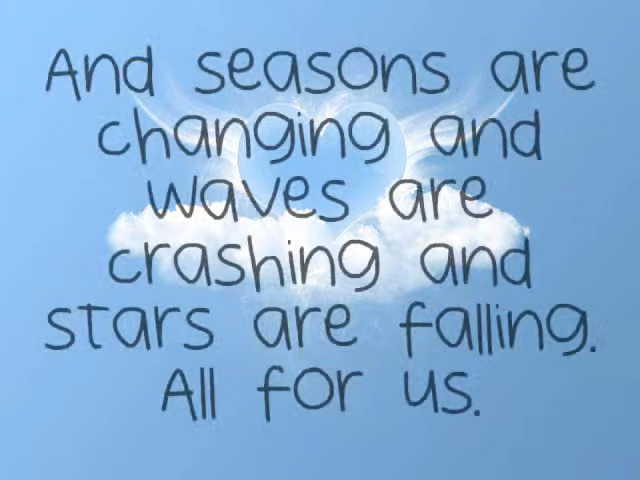 And seasons are
changing and
waves are
crashing and
stars are falling.
All for us.